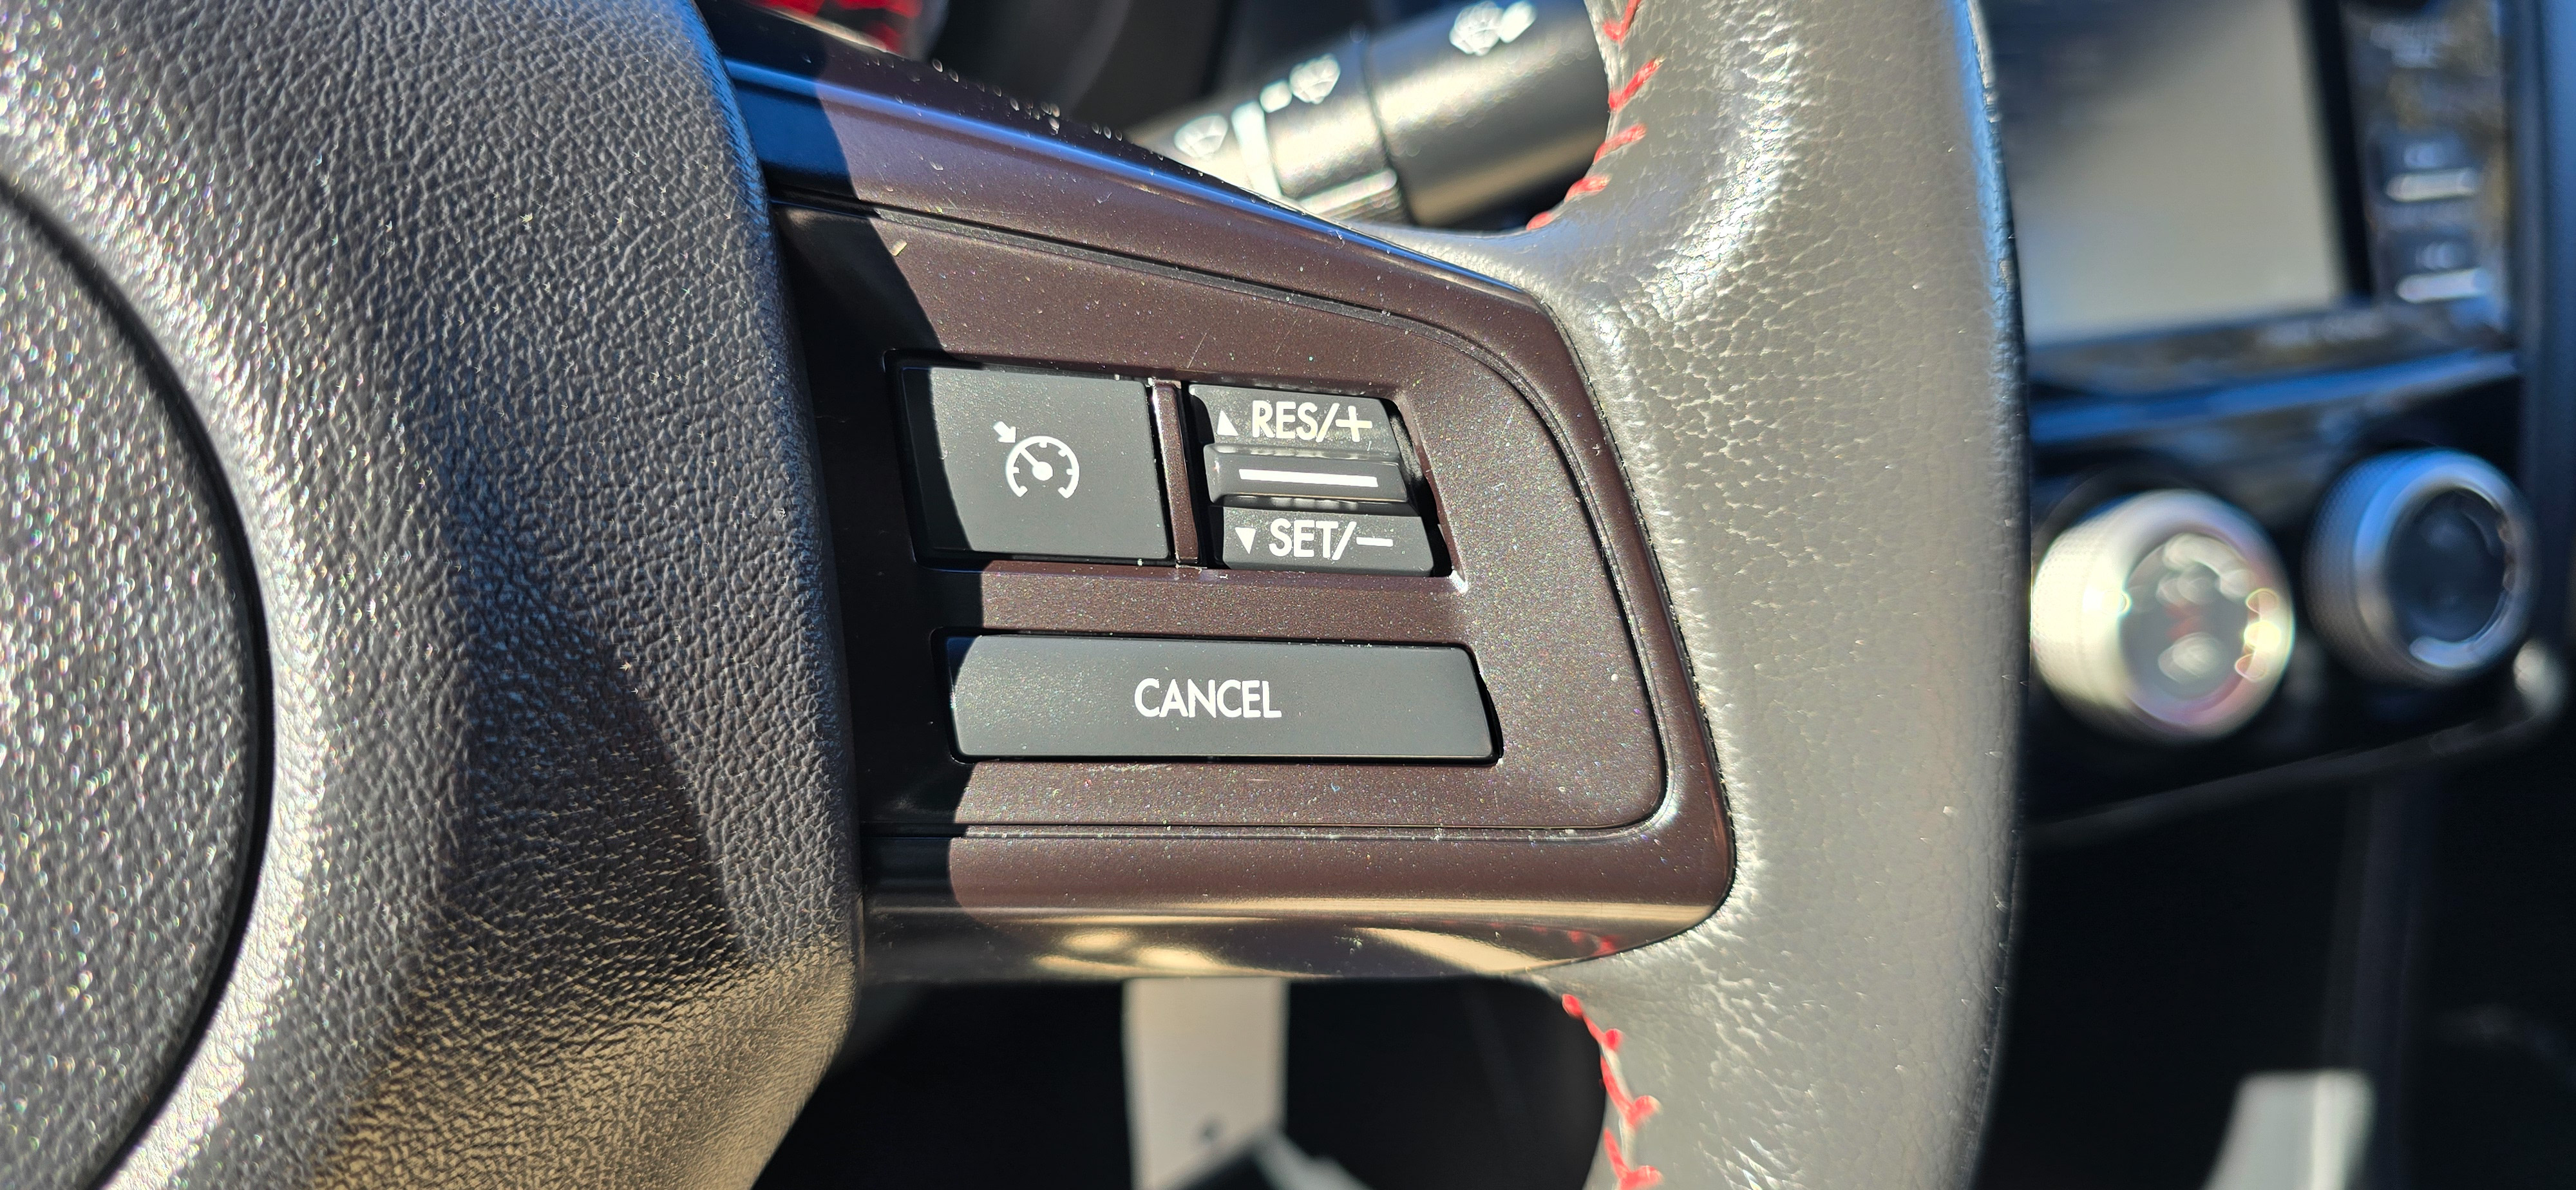 ▲ RES/+
▼ SET/−
CANCEL